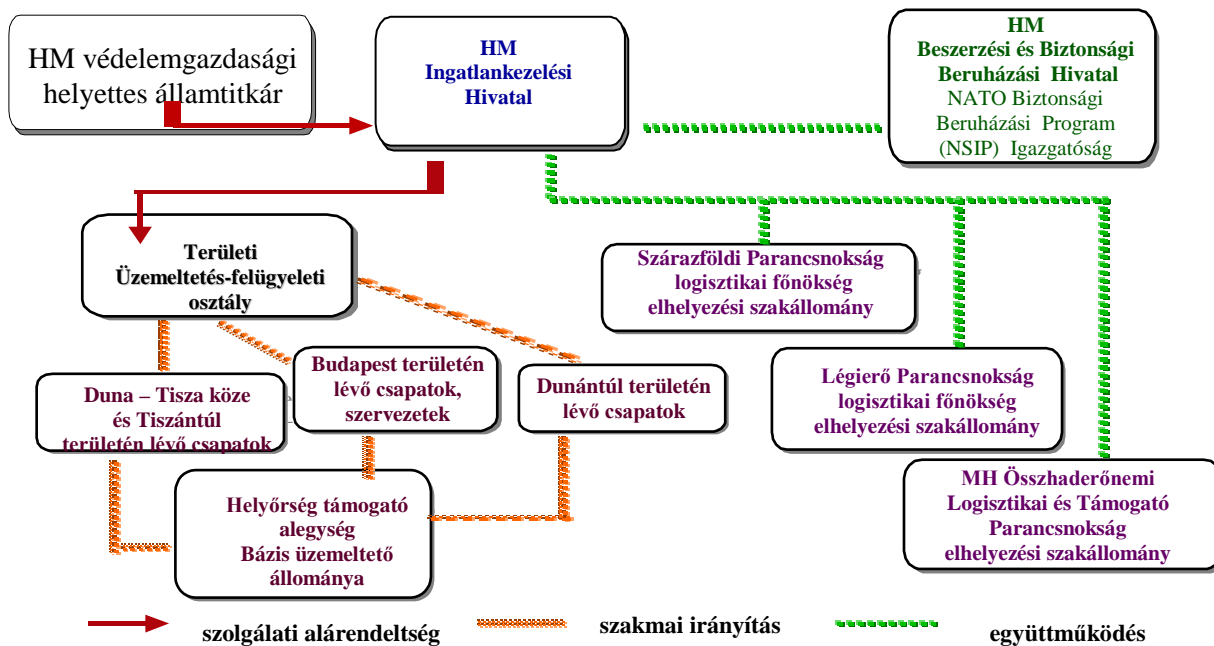 HM védelemgazdasági
helyettes államtitkár
HM
Ingatlankezelési
Hivatal
HM
Beszerzési és Biztonsági
Beruházási Hivatal
NATO Biztonsági
Beruházási Program
(NSIP) Igazgatóság
Területi
Üzemeltetés-felügyeleti
osztály
Szárazföldi Parancsnokság
logisztikai főnökség
elhelyezési szakállomány
Duna – Tisza köze
és Tiszántúl
területén lévő csapatok
Budapest területén
lévő csapatok,
szervezetek
Dunántúl területén
lévő csapatok
Légierő Parancsnokság
logisztikai főnökség
elhelyezési szakállomány
Helyőrség támogató
alegység
Bázis üzemeltető
állománya
MH Összhaderőnemi
Logisztikai és Támogató
Parancsnokság
elhelyezési szakállomány
szolgálati alárendeltség
szakmai irányítás
együttműködés